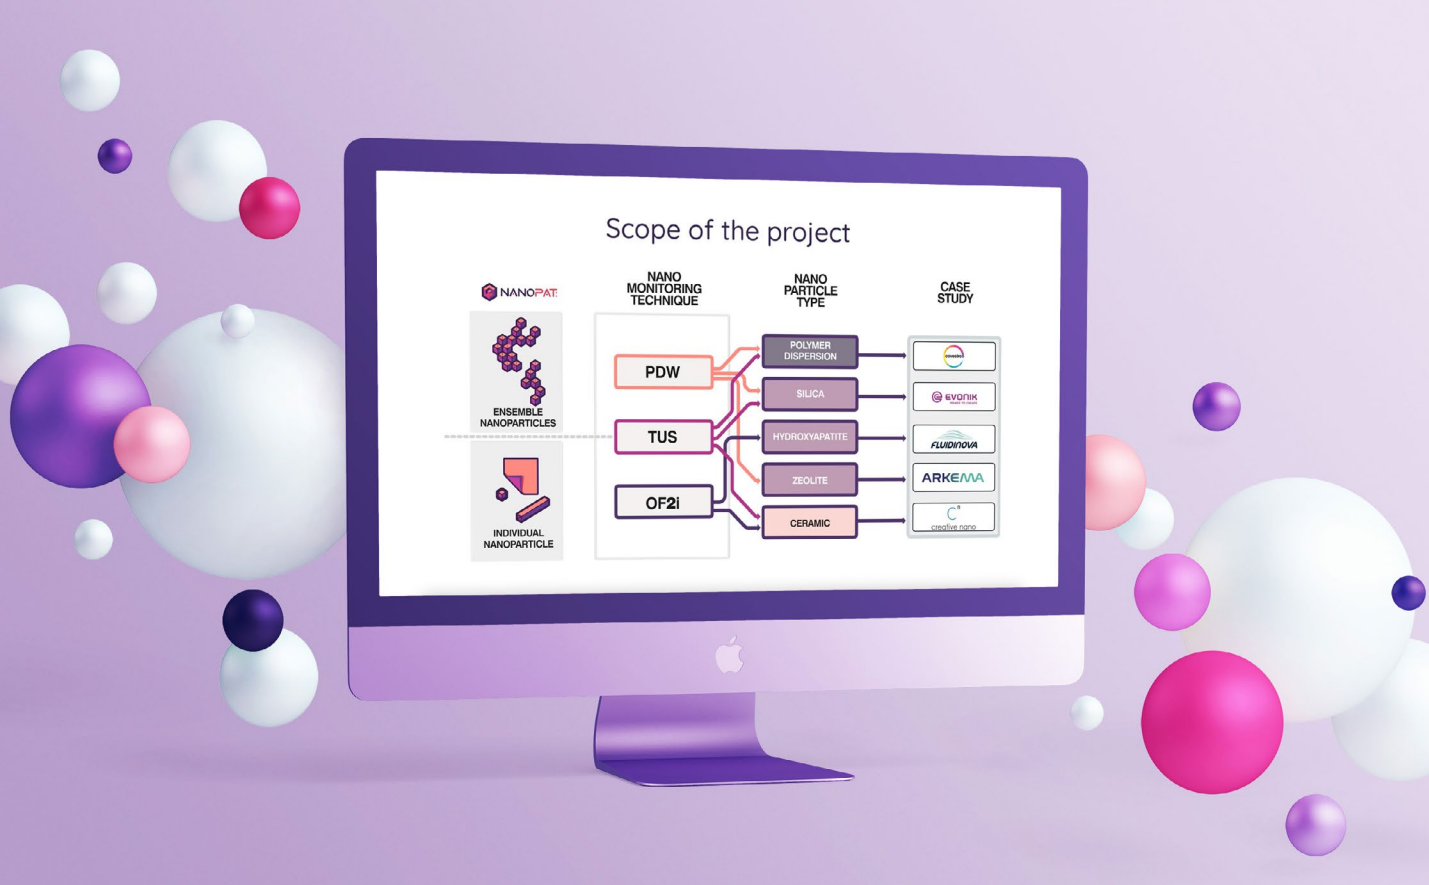 Scope of the project
NANOPAT
NANO
MONITORING
TECHNIQUE
NANO
PARTICLE
TYPE
CASE
STUDY
ENSEMBLE
NANOPARTICLES
INDIVIDUAL
NANOPARTICLE
PDW
TUS
OF2i
POLYMER
DISPERSION
SILICA
HYDROXYAPATITE
ZEOLITE
CERAMIC
EVONIK
FLUIDINOVA
ARKEMA
Cn
creative nano